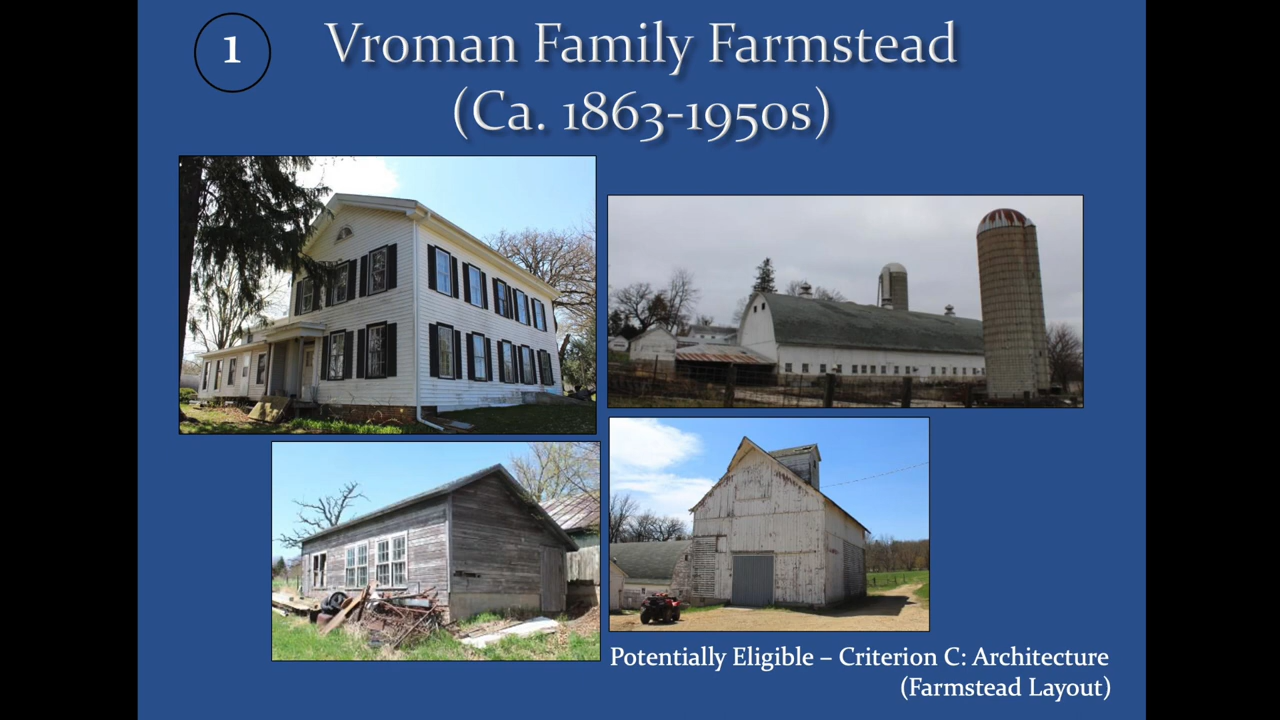 1
Vroman Family Farmstead
(Ca. 1863-1950s)
Potentially Eligible – Criterion C: Architecture
(Farmstead Layout)